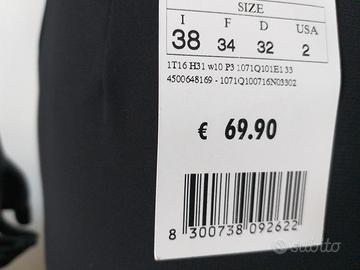 SIZE
I F D USA
38 34 32 2
1T16 H31 w10 P3 1071Q101E1 33
4500648169 - 1071Q100716N03302
€ 69.90
8 300738 092622
subito